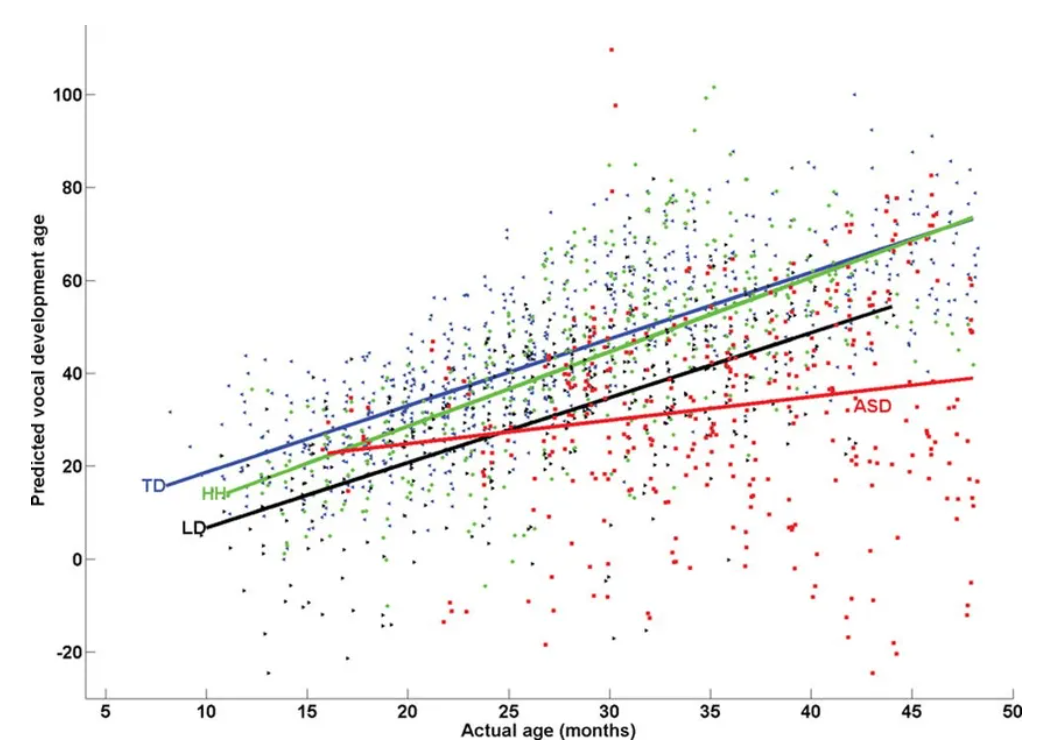 Predicted vocal development age
100
80
60
40
20
0
-20
TD
HH
LD
ASD
5 10 15 20 25 30 35 40 45 50
Actual age (months)